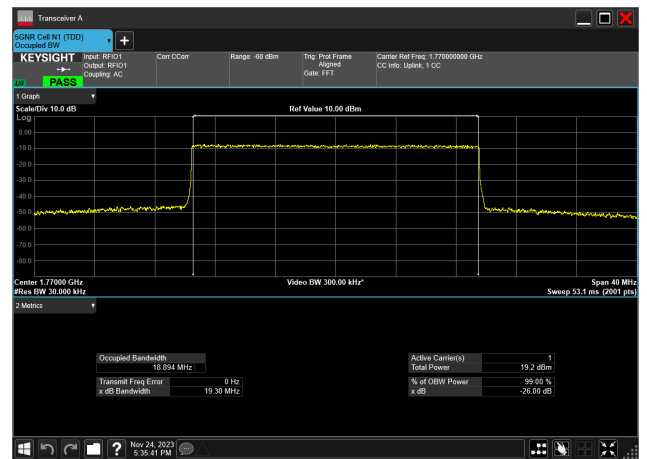 Transceiver A
5GNR Cell N1 (TDD)
Occupied BW
KEYSIGHT
Input: RFIO1
Output: RFIO1
Coupling: AC
Corr CCorr
Range: -60 dBm
Trig: Prot Frame
Aligned
Gate: FFT
Carrier Ref Freq: 1.770000000 GHz
CC Info: Uplink, 1 CC
PASS
1 Graph
Scale/Div 10.0 dB
Ref Value 10.00 dBm
Log
0.00
-10.0
-20.0
-30.0
-40.0
-50.0
-60.0
-70.0
-80.0
Center 1.77000 GHz
Video BW 300.00 kHz*
Span 40 MHz
#Res BW 30.000 kHz
Sweep 53.1 ms (2001 pts)
2 Metrics
Occupied Bandwidth
18.894 MHz
Active Carrier(s) 1
Total Power 19.2 dBm
Transmit Freq Error 0 Hz
x dB Bandwidth 19.30 MHz
% of OBW Power 99.00 %
x dB -26.00 dB
?
Nov 24, 2023
5:35:41 PM